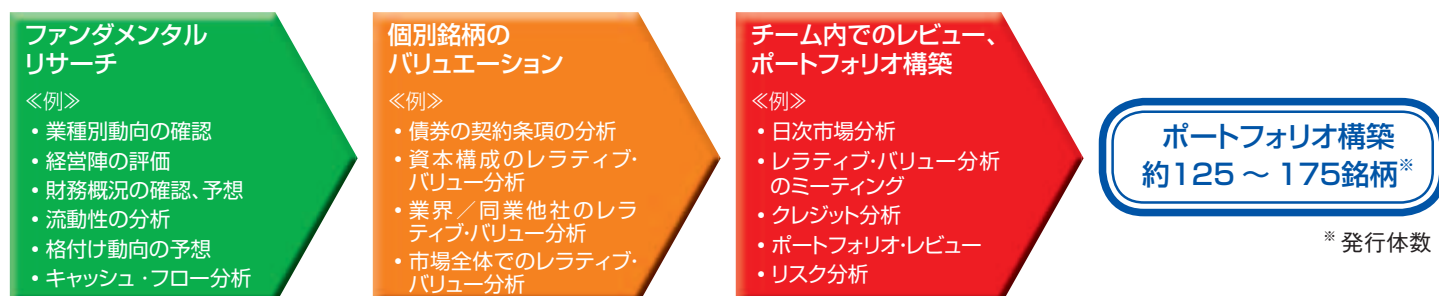 ファンダメンタル
リサーチ
≪例≫
・業種別動向の確認
・経営陣の評価
・財務概況の確認、予想
・流動性の分析
・格付け動向の予想
・キャッシュ・フロー分析
個別銘柄の
バリュエーション
≪例≫
・債券の契約条項の分析
・資本構成のレラティブ・
バリュー分析
・業界／同業他社のレラ
ティブ・バリュー分析
・市場全体でのレラティブ・
バリュー分析
チーム内でのレビュー、
ポートフォリオ構築
≪例≫
・日次市場分析
・レラティブ・バリュー分析
のミーティング
・クレジット分析
・ポートフォリオ・レビュー
・リスク分析
ポートフォリオ構築
約125 ～ 175銘柄※
※ 発行体数